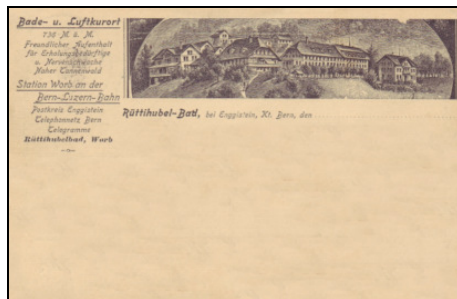 Bade- u. Luftkurort
736 M. ü. M.
Freundlicher Aufenthalt
für Erholungsbedürftige
u. Nervenschwache
Naher Tannenwald
Station Worb an der
Bern-Luzern-Bahn
Postkreis Enggistein
Telephonnetz Bern
Telegramme
Rüttihubelbad, Worb
Rüttihubel-Bad, bei Enggistein, Kt. Bern, den